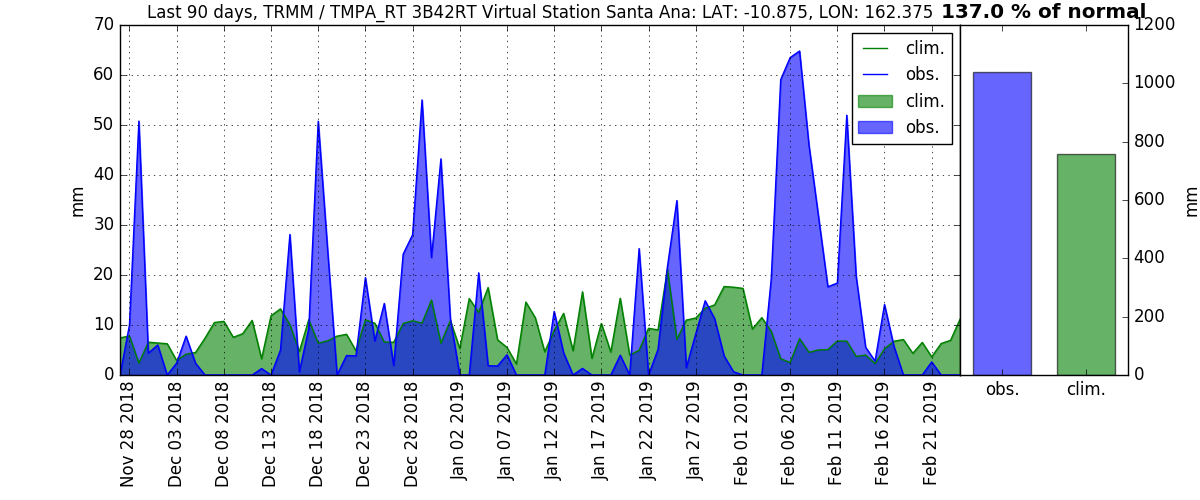 Last 90 days, TRMM / TMPA_RT 3B42RT Virtual Station Santa Ana: LAT: -10.875, LON: 162.375 137.0 % of normal
70
60
50
40
30
20
10
0
mm
clim.
obs.
clim.
obs.
1200
1000
800
600
400
200
0
mm
obs.
clim.
Nov 28 2018
Dec 03 2018
Dec 08 2018
Dec 13 2018
Dec 18 2018
Dec 23 2018
Dec 28 2018
Jan 02 2019
Jan 07 2019
Jan 12 2019
Jan 17 2019
Jan 22 2019
Jan 27 2019
Feb 01 2019
Feb 06 2019
Feb 11 2019
Feb 16 2019
Feb 21 2019